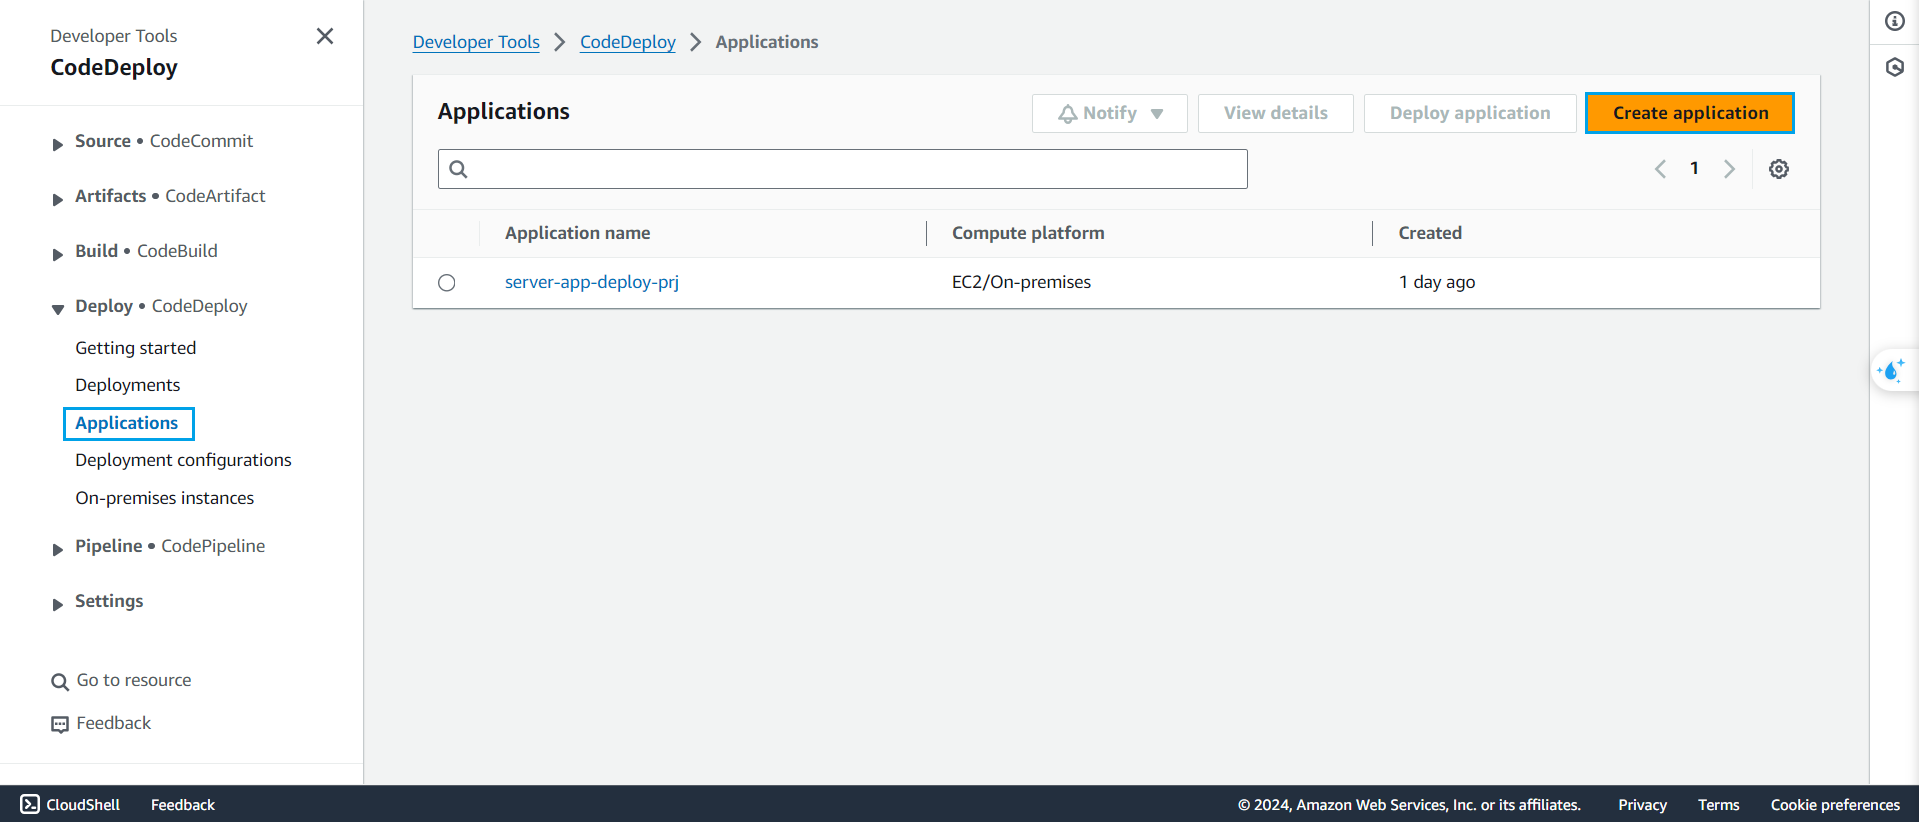 Developer Tools
CodeDeploy
Source • CodeCommit
Artifacts • CodeArtifact
Build • CodeBuild
Deploy • CodeDeploy
Getting started
Deployments
Applications
Deployment configurations
On-premises instances
Pipeline • CodePipeline
Settings
Go to resource
Feedback
Developer Tools > CodeDeploy > Applications
Applications
Notify
View details
Deploy application
Create application
1
Application name Compute platform Created
server-app-deploy-prj EC2/On-premises 1 day ago
CloudShell Feedback © 2024, Amazon Web Services, Inc. or its affiliates. Privacy Terms Cookie preferences